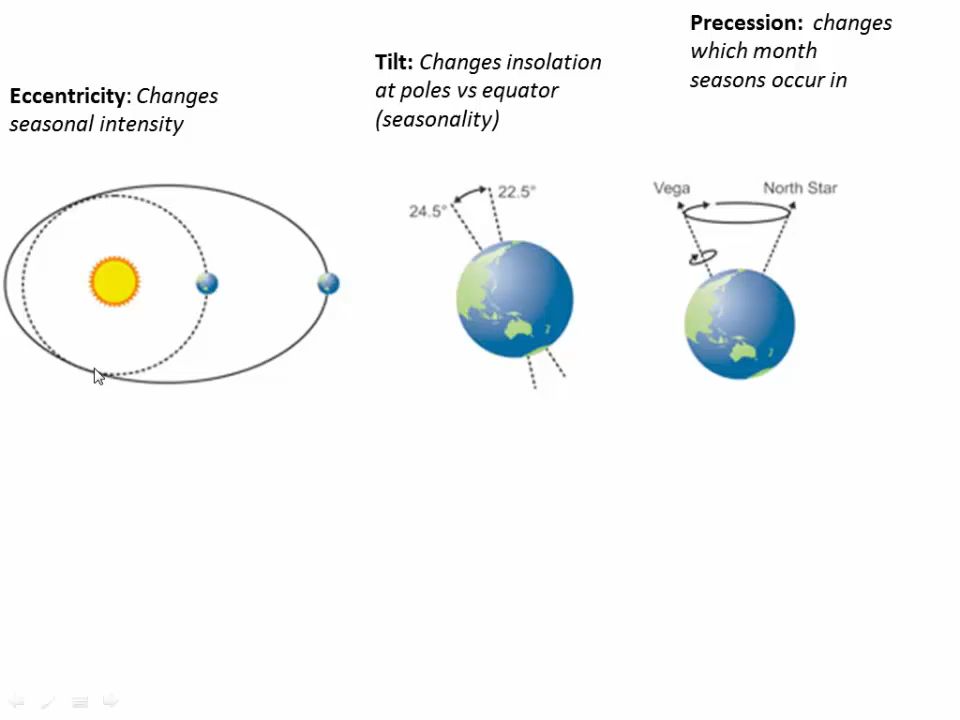 Eccentricity: Changes
seasonal intensity
Tilt: Changes insolation
at poles vs equator
(seasonality)
Precession: changes
which month
seasons occur in
24.5°
22.5°
Vega
North Star